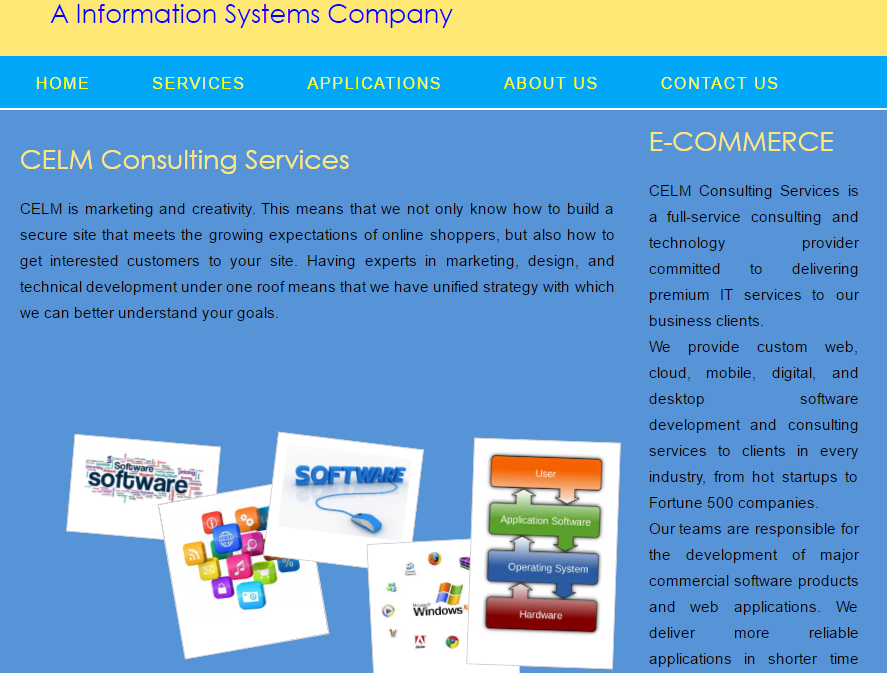 A Information Systems Company
HOME SERVICES APPLICATIONS ABOUT US CONTACT US
CELM Consulting Services
CELM is marketing and creativity. This means that we not only know how to build a
secure site that meets the growing expectations of online shoppers, but also how to
get interested customers to your site. Having experts in marketing, design, and
technical development under one roof means that we have unified strategy with which
we can better understand your goals.
Software
software
SOFTWARE
Windows
Adobe
User
Application Software
Operating System
Hardware
E-COMMERCE
CELM Consulting Services is
a full-service consulting and
technology provider
committed to delivering
premium IT services to our
business clients.
We provide custom web,
cloud, mobile, digital, and
desktop software
development and consulting
services to clients in every
industry, from hot startups to
Fortune 500 companies.
Our teams are responsible for
the development of major
commercial software products
and web applications. We
deliver more reliable
applications in shorter time